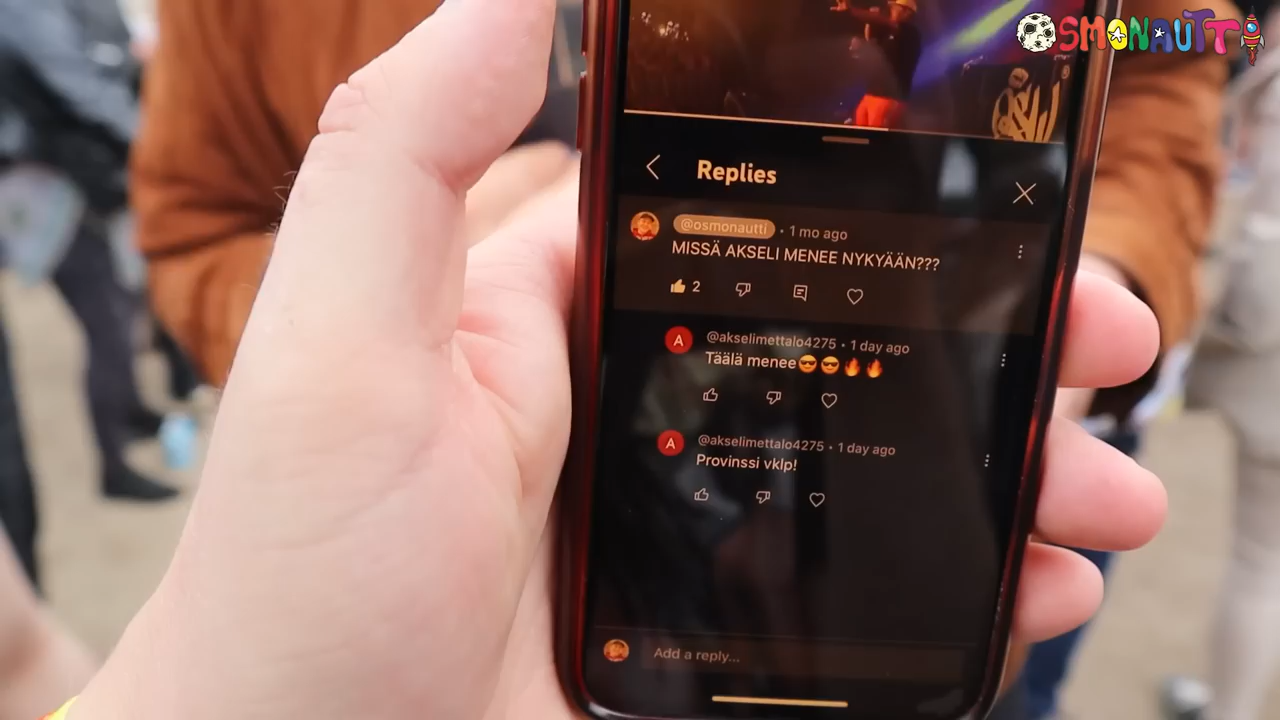 OSMONAUTTI
Replies
@osmonautti · 1 mo ago
MISSÄ AKSELI MENEE NYKYÄÄN???
2
A
@akselimettalo4275 · 1 day ago
Täälä menee😎😎🔥🔥
A
@akselimettalo4275 · 1 day ago
Provinssi vklp!
Add a reply...